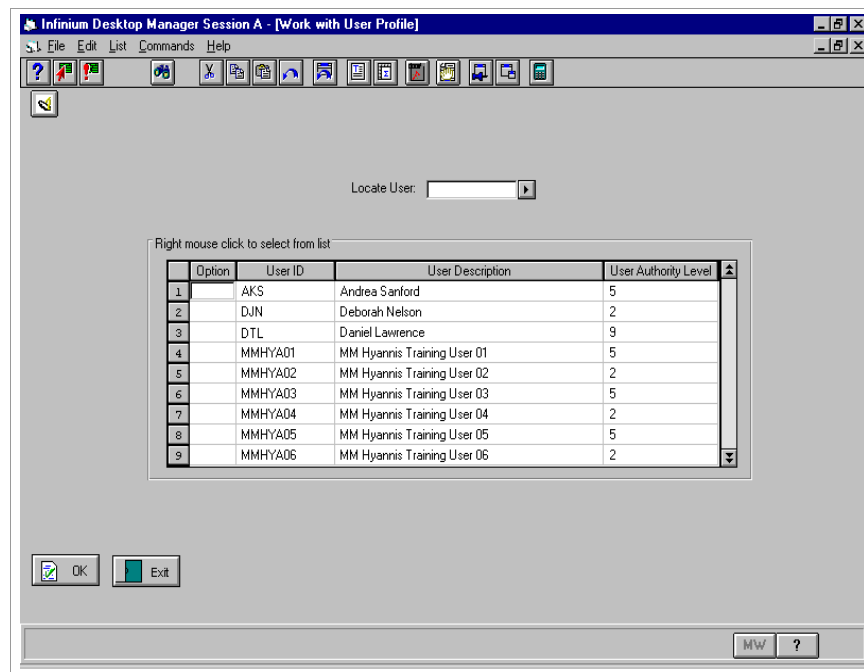 Infinium Desktop Manager Session A - [Work with User Profile]
File Edit List Commands Help
Locate User:
Right mouse click to select from list
Option User ID User Description User Authority Level
1 AKS Andrea Sanford 5
2 DJN Deborah Nelson 2
3 DTL Daniel Lawrence 9
4 MMHYA01 MM Hyannis Training User 01 5
5 MMHYA02 MM Hyannis Training User 02 2
6 MMHYA03 MM Hyannis Training User 03 5
7 MMHYA04 MM Hyannis Training User 04 2
8 MMHYA05 MM Hyannis Training User 05 5
9 MMHYA06 MM Hyannis Training User 06 2
OK Exit
MW ?